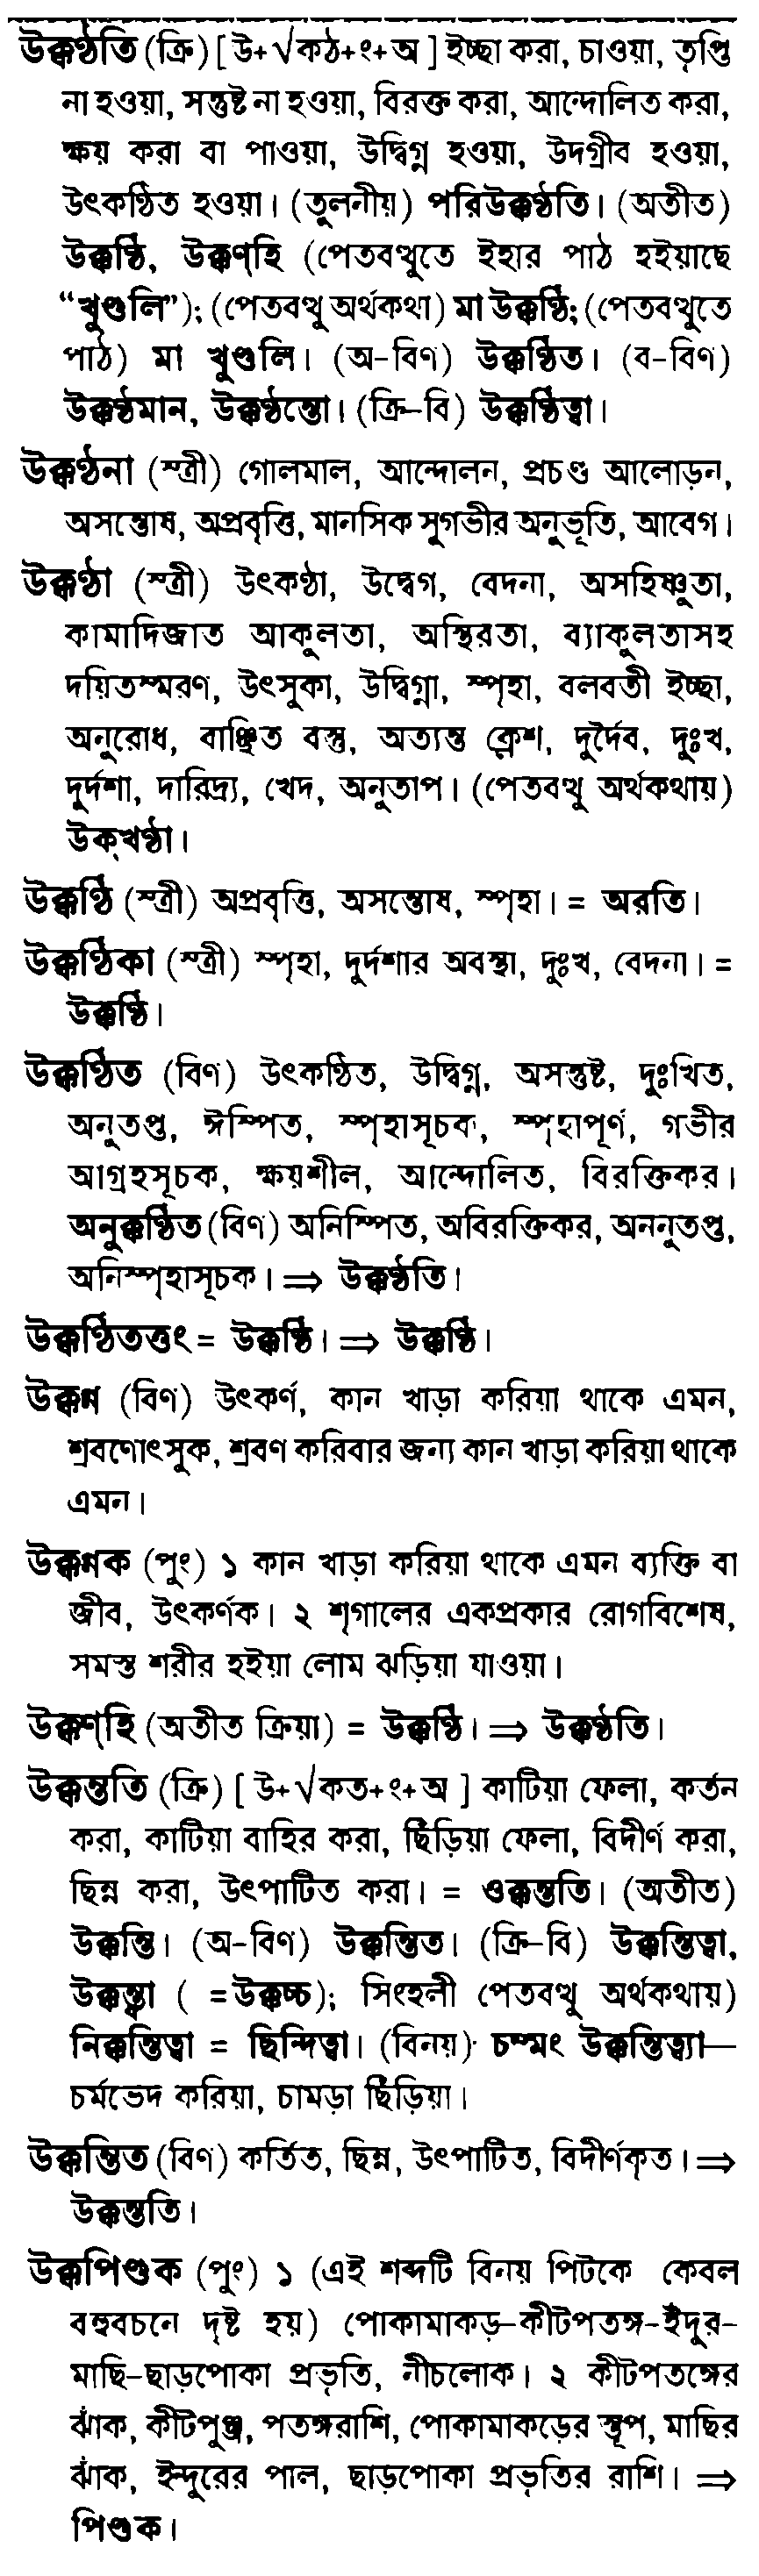 উক্কণ্ঠতি (ক্রি) [ উ+√কঠ+ং+অ ] ইচ্ছা করা, চাওয়া, তৃপ্তি
না হওয়া, সন্তুষ্ট না হওয়া, বিরক্ত করা, আন্দোলিত করা,
ক্ষয় করা বা পাওয়া, উদ্বিগ্ন হওয়া, উদগ্রীব হওয়া,
উৎকণ্ঠিত হওয়া। (তুলনীয়) পরিউক্কণ্ঠতি। (অতীত)
উক্কণ্ঠি, উক্কণ্‌হি (পেতবত্থুতে ইহার পাঠ হইয়াছে
“খুণ্ডলি”); (পেতবত্থু অর্থকথা) মা উক্কণ্ঠি; (পেতবত্থুতে
পাঠ) মা খুণ্ডলি। (অ-বিণ) উক্কণ্ঠিত। (ব-বিণ)
উক্কণ্ঠমান, উক্কণ্ঠন্তো। (ক্রি-বি) উক্কণ্ঠিত্বা।
উক্কণ্ঠনা (স্ত্রী) গোলমাল, আন্দোলন, প্রচণ্ড আলোড়ন,
অসন্তোষ, অপ্রবৃত্তি, মানসিক সুগভীর অনুভূতি, আবেগ।
উক্কণ্ঠা (স্ত্রী) উৎকণ্ঠা, উদ্বেগ, বেদনা, অসহিষ্ণুতা,
কামাদিজাত আকুলতা, অস্থিরতা, ব্যাকুলতাসহ
দয়িতস্মরণ, উৎসুকা, উদ্বিগ্না, স্পৃহা, বলবতী ইচ্ছা,
অনুরোধ, বাঞ্ছিত বস্তু, অত্যন্ত ক্লেশ, দুর্দৈব, দুঃখ,
দুর্দশা, দারিদ্র্য, খেদ, অনুতাপ। (পেতবত্থু অর্থকথায়)
উক্‌খণ্ঠা।
উক্কণ্ঠি (স্ত্রী) অপ্রবৃত্তি, অসন্তোষ, স্পৃহা। = অরতি।
উক্কণ্ঠিকা (স্ত্রী) স্পৃহা, দুর্দশার অবস্থা, দুঃখ, বেদনা। =
উক্কণ্ঠি।
উক্কণ্ঠিত (বিণ) উৎকণ্ঠিত, উদ্বিগ্ন, অসন্তুষ্ট, দুঃখিত,
অনুতপ্ত, ঈপ্সিত, স্পৃহাসূচক, স্পৃহাপূর্ণ, গভীর
আগ্রহসূচক, ক্ষয়শীল, আন্দোলিত, বিরক্তিকর।
অনুক্কণ্ঠিত (বিণ) অনিপ্সিত, অবিরক্তিকর, অননুতপ্ত,
অনিস্পৃহাসূচক। ⇒ উক্কণ্ঠতি।
উক্কণ্ঠিতত্তং = উক্কণ্ঠি। ⇒ উক্কণ্ঠি।
উক্কণ্ণ (বিণ) উৎকর্ণ, কান খাড়া করিয়া থাকে এমন,
শ্রবণোৎসুক, শ্রবণ করিবার জন্য কান খাড়া করিয়া থাকে
এমন।
উক্কণ্ণক (পুং) ১ কান খাড়া করিয়া থাকে এমন ব্যক্তি বা
জীব, উৎকর্ণক। ২ শৃগালের একপ্রকার রোগবিশেষ,
সমস্ত শরীর হইয়া লোম ঝড়িয়া যাওয়া।
উক্কণ্‌হি (অতীত ক্রিয়া) = উক্কণ্ঠি। ⇒ উক্কণ্ঠতি।
উক্কন্ততি (ক্রি) [ উ+√কত+ং+অ ] কাটিয়া ফেলা, কর্তন
করা, কাটিয়া বাহির করা, ছিঁড়িয়া ফেলা, বিদীর্ণ করা,
ছিন্ন করা, উৎপাটিত করা। = ওক্কন্ততি। (অতীত)
উক্কন্তি। (অ-বিণ) উক্কন্তিত। (ক্রি-বি) উক্কন্তিত্বা,
উক্কন্ত্বা ( =উক্কচ্চ); সিংহলী পেতবত্থু অর্থকথায়)
নিক্কন্তিত্বা = ছিন্দিত্বা। (বিনয়) চম্মং উক্কন্তিত্ব্যা—
চর্মভেদ করিয়া, চামড়া ছিঁড়িয়া।
উক্কন্তিত (বিণ) কর্তিত, ছিন্ন, উৎপাটিত, বিদীর্ণকৃত। ⇒
উক্কন্ততি।
উক্কপিণ্ডক (পুং) ১ (এই শব্দটি বিনয় পিটকে কেবল
বহুবচনে দৃষ্ট হয়) পোকামাকড়-কীটপতঙ্গ-ইঁদুর-
মাছি-ছাড়পোকা প্রভৃতি, নীচলোক। ২ কীটপতঙ্গের
ঝাঁক, কীটপুঞ্জ, পতঙ্গরাশি, পোকামাকড়ের স্তূপ, মাছির
ঝাঁক, ইন্দুরের পাল, ছাড়পোকা প্রভৃতির রাশি। ⇒
পিণ্ডক।